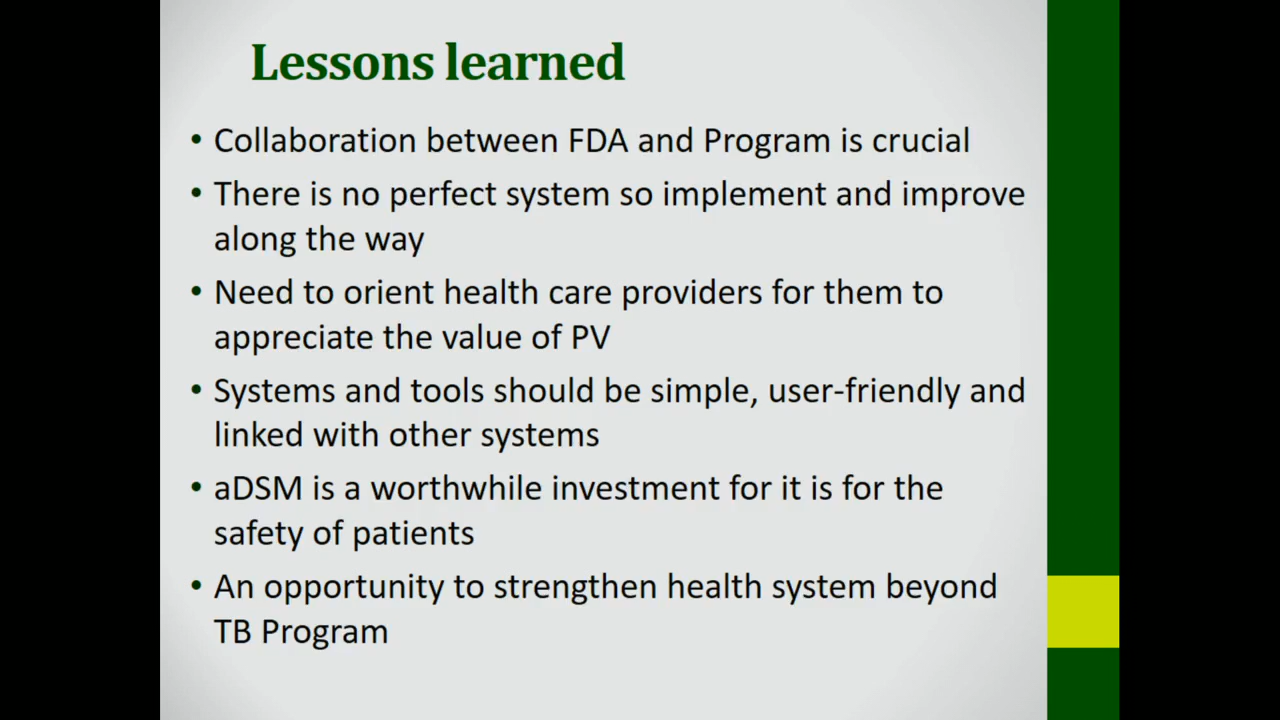 Lessons learned
• Collaboration between FDA and Program is crucial
• There is no perfect system so implement and improve
along the way
• Need to orient health care providers for them to
appreciate the value of PV
• Systems and tools should be simple, user-friendly and
linked with other systems
• aDSM is a worthwhile investment for it is for the
safety of patients
• An opportunity to strengthen health system beyond
TB Program